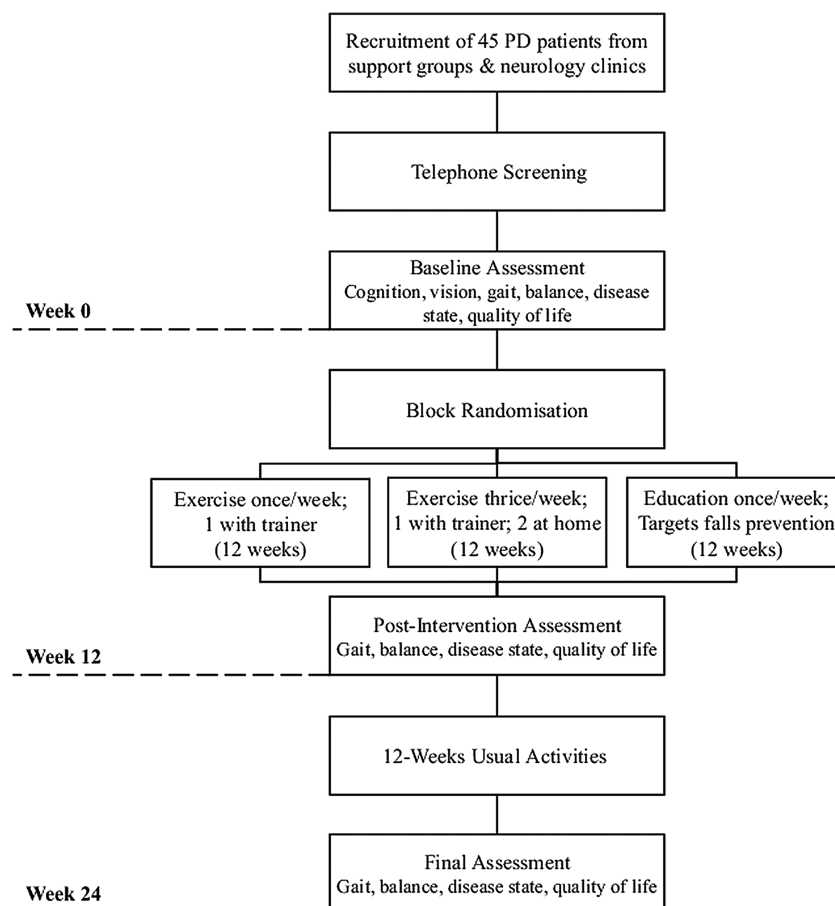 Recruitment of 45 PD patients from
support groups & neurology clinics
Telephone Screening
Baseline Assessment
Cognition, vision, gait, balance, disease
state, quality of life
Week 0
Block Randomisation
Exercise once/week;
1 with trainer
(12 weeks)
Exercise thrice/week;
1 with trainer; 2 at home
(12 weeks)
Education once/week;
Targets falls prevention
(12 weeks)
Post-Intervention Assessment
Gait, balance, disease state, quality of life
Week 12
12-Weeks Usual Activities
Final Assessment
Gait, balance, disease state, quality of life
Week 24